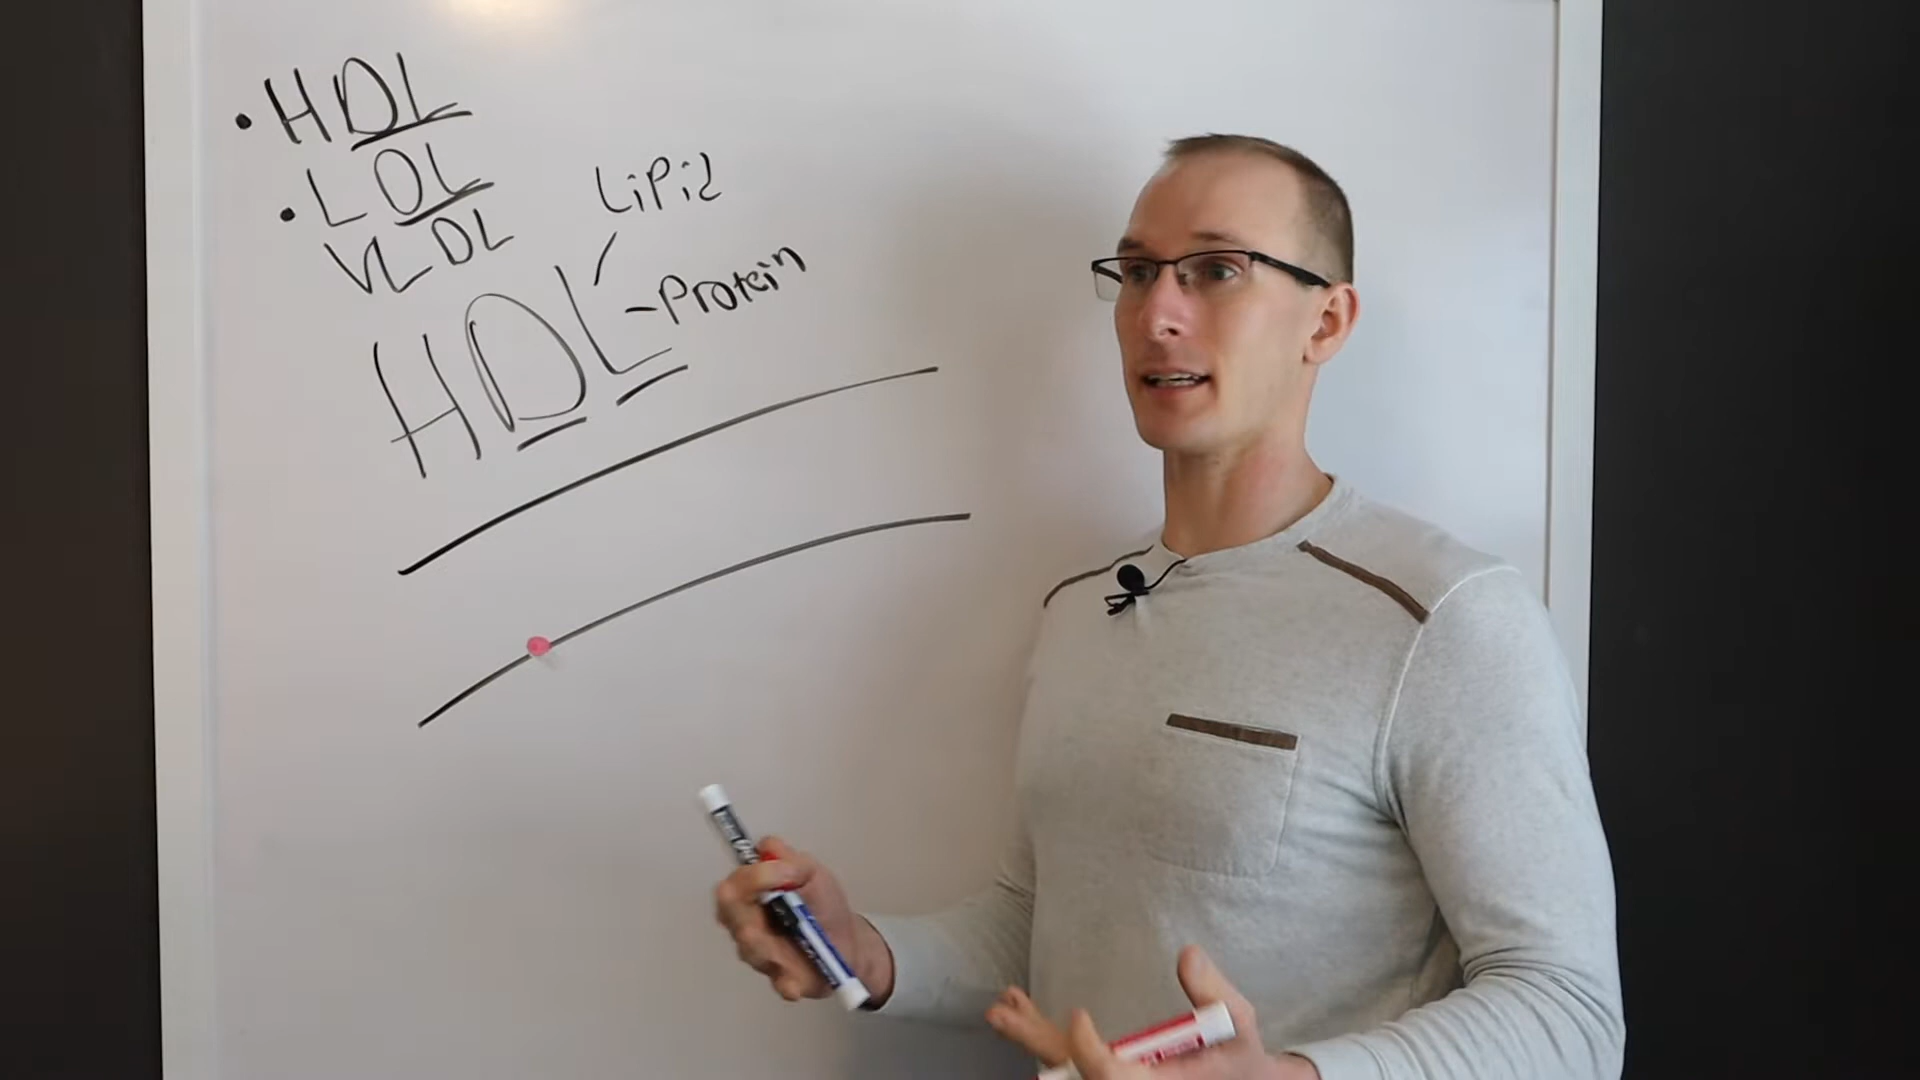 • HDL
• LDL
VLDL
LiPid
HDL
-Protein